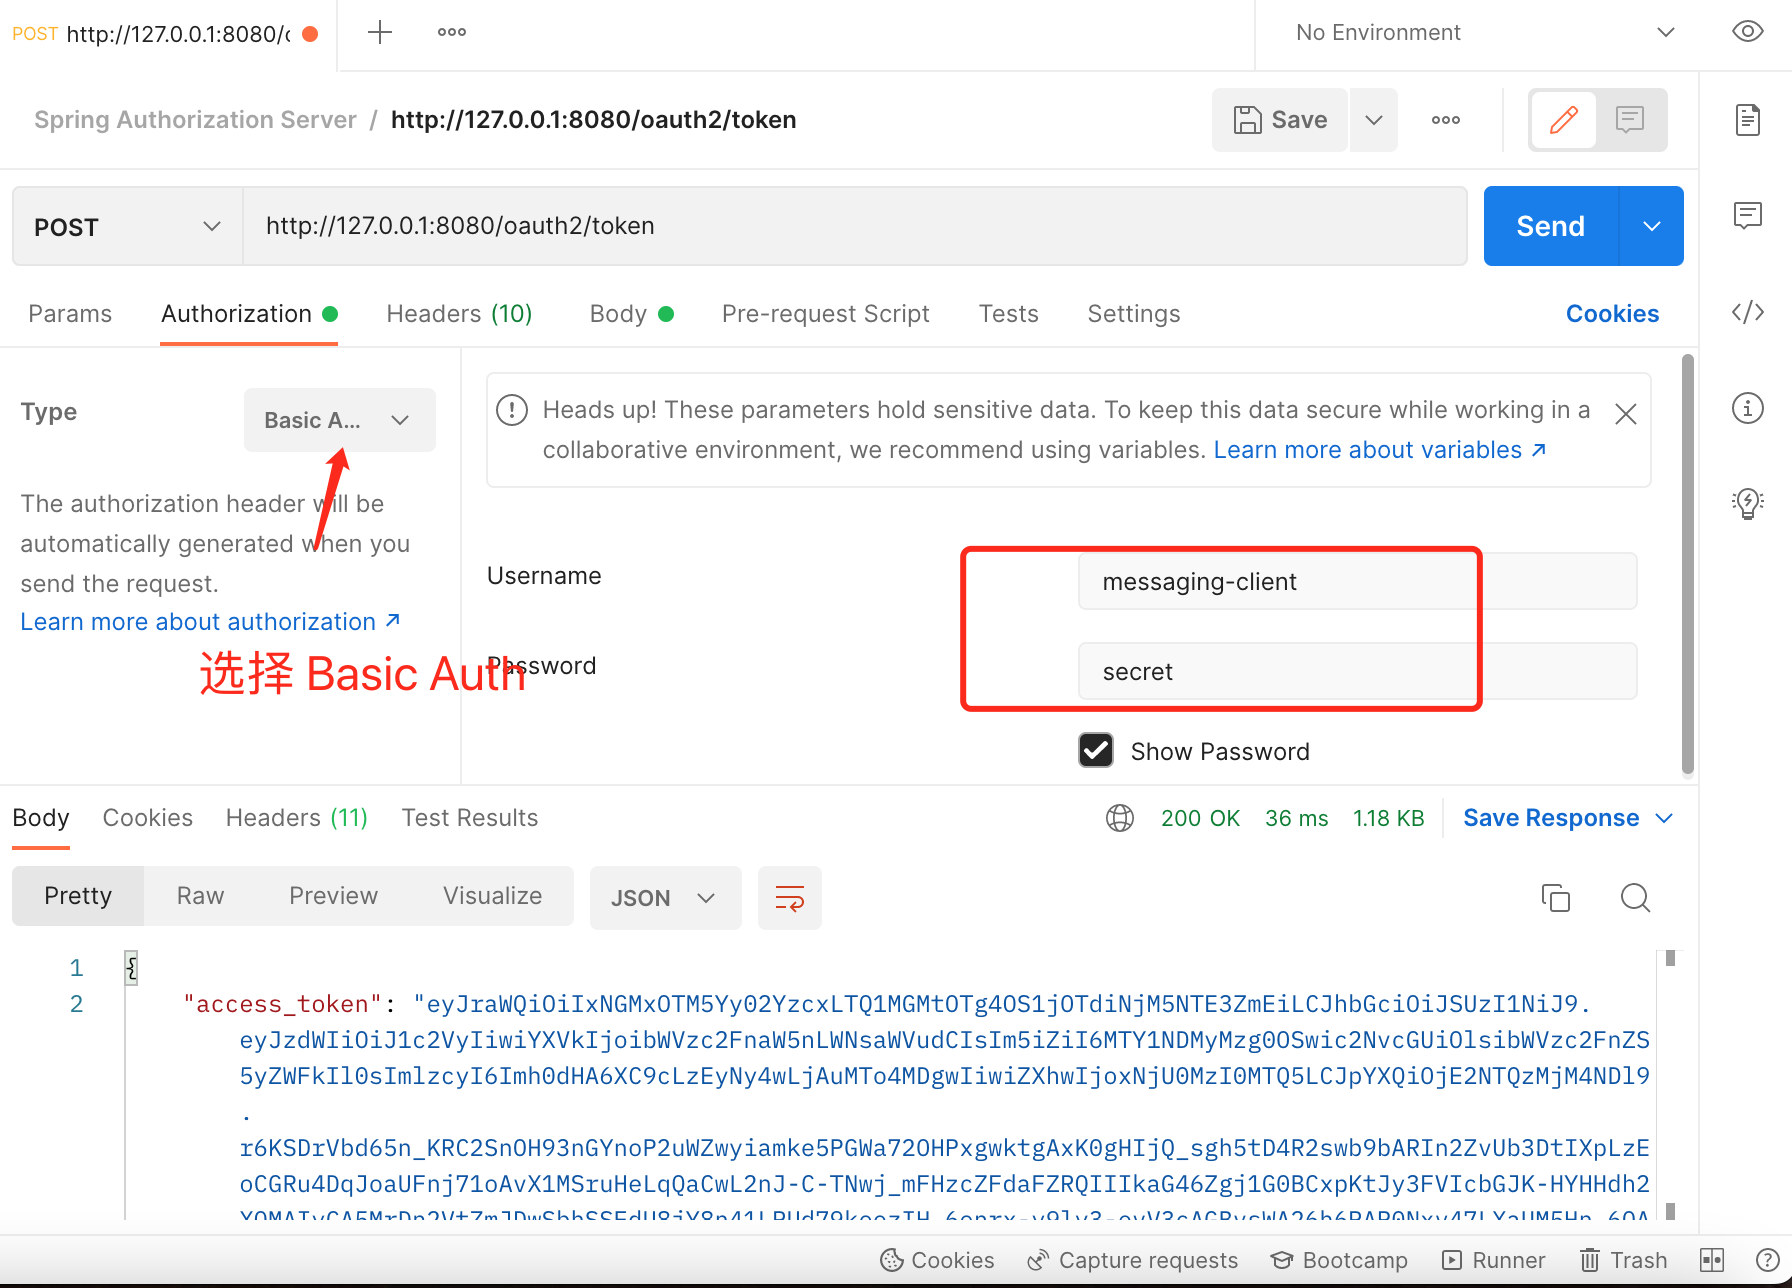 POST http://127.0.0.1:8080/c
No Environment
Spring Authorization Server / http://127.0.0.1:8080/oauth2/token
Save
POST
http://127.0.0.1:8080/oauth2/token
Send
Params
Authorization
Headers (10)
Body
Pre-request Script
Tests
Settings
Cookies
Type
Basic A...
The authorization header will be
automatically generated when you
send the request.
Learn more about authorization ↗
选择 Basic Auth
Heads up! These parameters hold sensitive data. To keep this data secure while working in a
collaborative environment, we recommend using variables. Learn more about variables ↗
Username
messaging-client
Password
secret
Show Password
Body
Cookies
Headers (11)
Test Results
200 OK
36 ms
1.18 KB
Save Response
Pretty
Raw
Preview
Visualize
JSON
1 {
2 "access_token": "eyJraWQiOiIxNGMxOTM5Yy02YzcxLTQ1MGMtOTg4OS1jOTdiNjM5NTE3ZmEiLCJhbGciOiJSUzI1NiJ9.
eyJzdWIiOiJ1c2VyIiwiYXVkIjoibWVzc2FnaW5nLWNsaWVudCIsIm5iZiI6MTY1NDMyMzg0OSwic2NvcGUiOlsibWVzc2FnZS
5yZWFkIl0sImlzcyI6Imh0dHA6XC9cLzEyNy4wLjAuMTo4MDgwIiwiZXhwIjoxNjU0MzI0MTQ5LCJpYXQiOjE2NTQzMjM4NDl9
.
r6KSDrVbd65n_KRC2SnOH93nGYnoP2uWZwyiamke5PGWa72OHPxgwktgAxK0gHIjQ_sgh5tD4R2swb9bARIn2ZvUb3DtIXpLzE
oCGRu4DqJoaUFnj71oAvX1MSruHeLqQaCwL2nJ-C-TNwj_mFHzcZFdaFZRQIIIkaG46Zgj1G0BCxpKtJy3FVIcbGJK-HYHHdh2
Cookies
Capture requests
Bootcamp
Runner
Trash